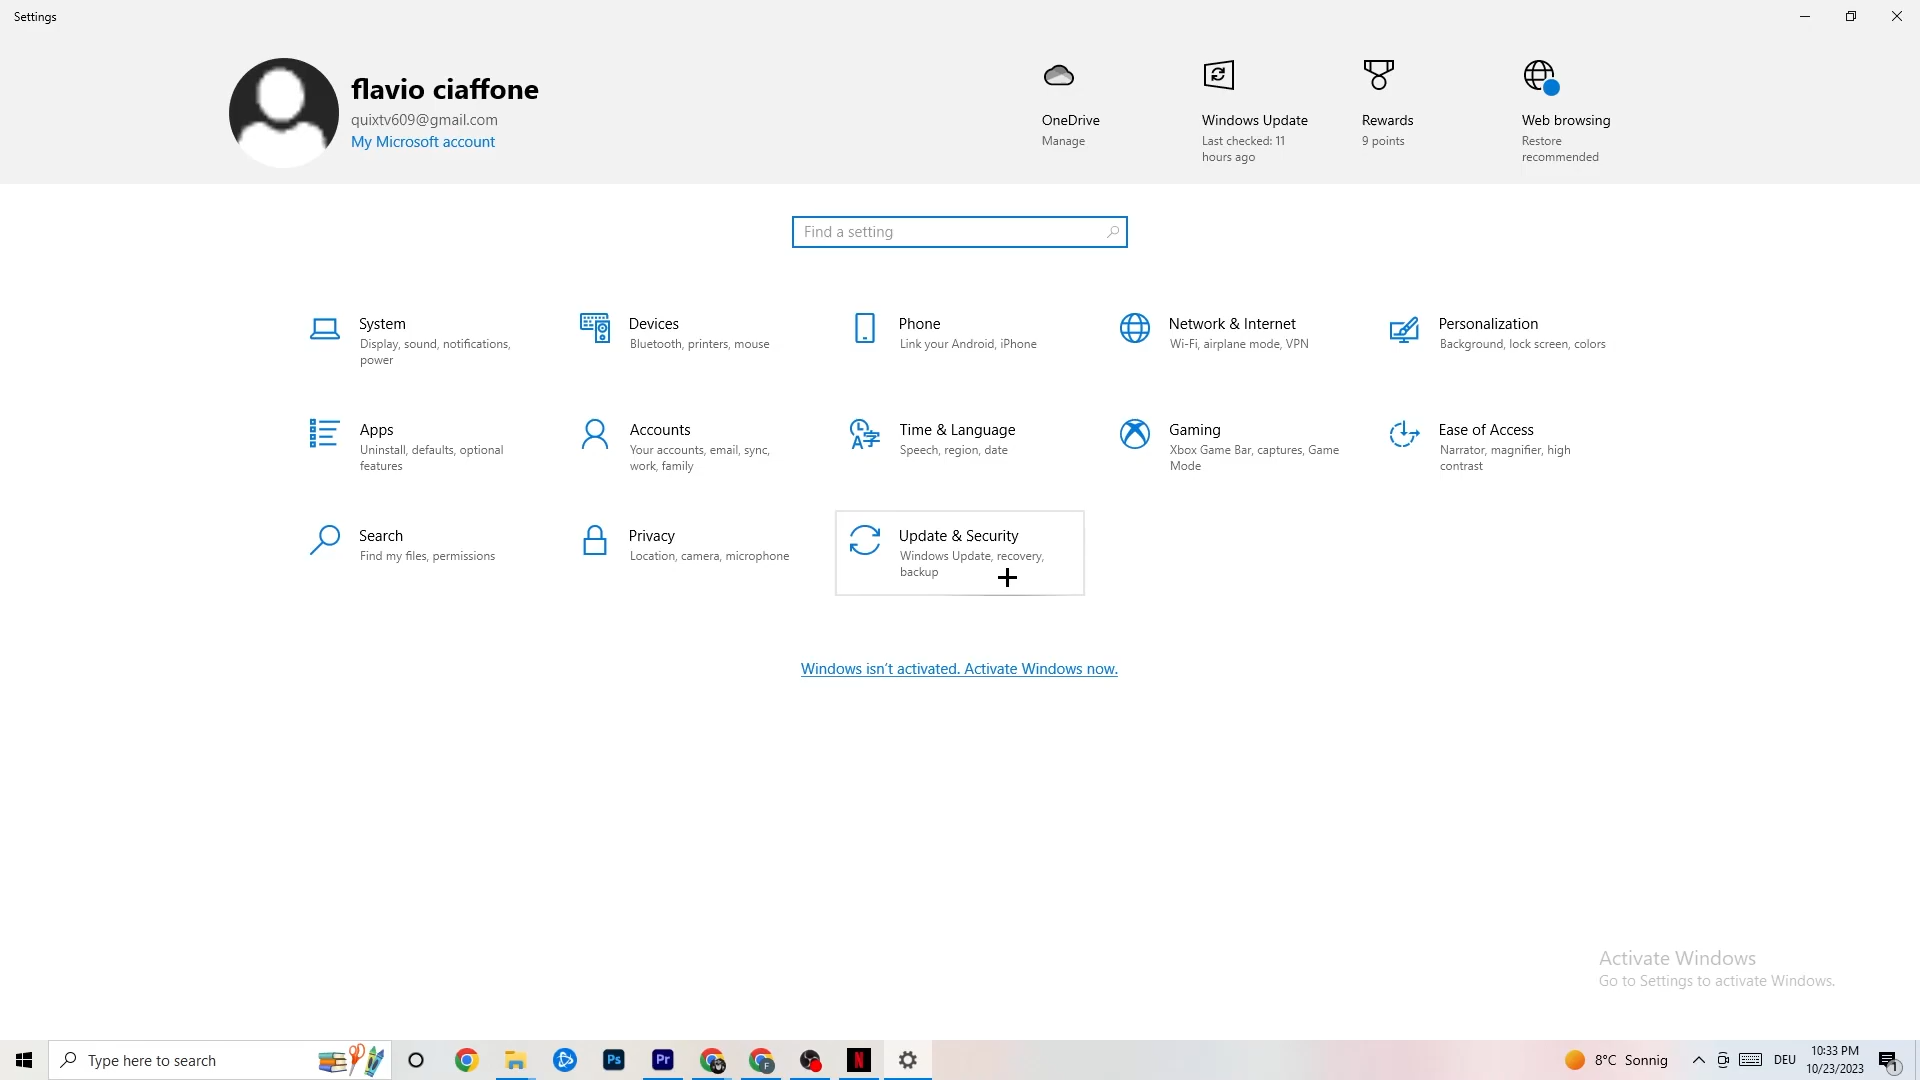 Settings
flavio ciaffone
quixtv609@gmail.com
My Microsoft account
OneDrive
Manage
Windows Update
Last checked: 11
hours ago
Rewards
9 points
Web browsing
Restore
recommended
Find a setting
System
Display, sound, notifications,
power
Devices
Bluetooth, printers, mouse
Phone
Link your Android, iPhone
Network & Internet
Wi-Fi, airplane mode, VPN
Personalization
Background, lock screen, colors
Apps
Uninstall, defaults, optional
features
Accounts
Your accounts, email, sync,
work, family
Time & Language
Speech, region, date
Gaming
Xbox Game Bar, captures, Game
Mode
Ease of Access
Narrator, magnifier, high
contrast
Search
Find my files, permissions
Privacy
Location, camera, microphone
Update & Security
Windows Update, recovery,
backup
Windows isn't activated. Activate Windows now.
Activate Windows
Go to Settings to activate Windows.
Type here to search
Ps
Pr
F
N
8°C Sonnig
DEU
10:33 PM
10/23/2023
1